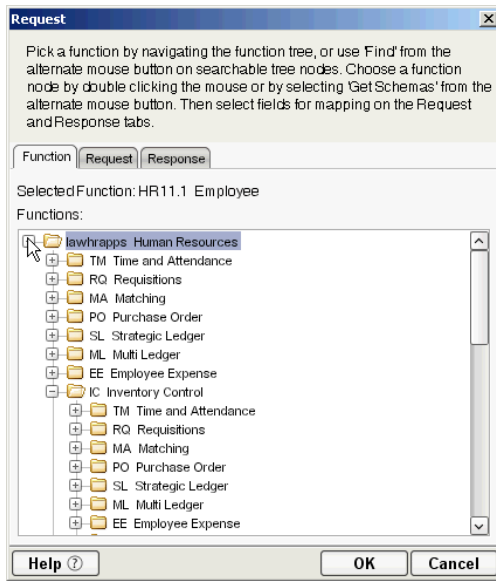 Request
Pick a function by navigating the function tree, or use 'Find' from the
alternate mouse button on searchable tree nodes. Choose a function
node by double clicking the mouse or by selecting 'Get Schemas' from the
alternate mouse button. Then select fields for mapping on the Request
and Response tabs.
Function Request Response
Selected Function: HR11.1 Employee
Functions:
lawhrapps Human Resources
TM Time and Attendance
RQ Requisitions
MA Matching
PO Purchase Order
SL Strategic Ledger
ML Multi Ledger
EE Employee Expense
IC Inventory Control
TM Time and Attendance
RQ Requisitions
MA Matching
PO Purchase Order
SL Strategic Ledger
ML Multi Ledger
EE Employee Expense
Help ? OK Cancel